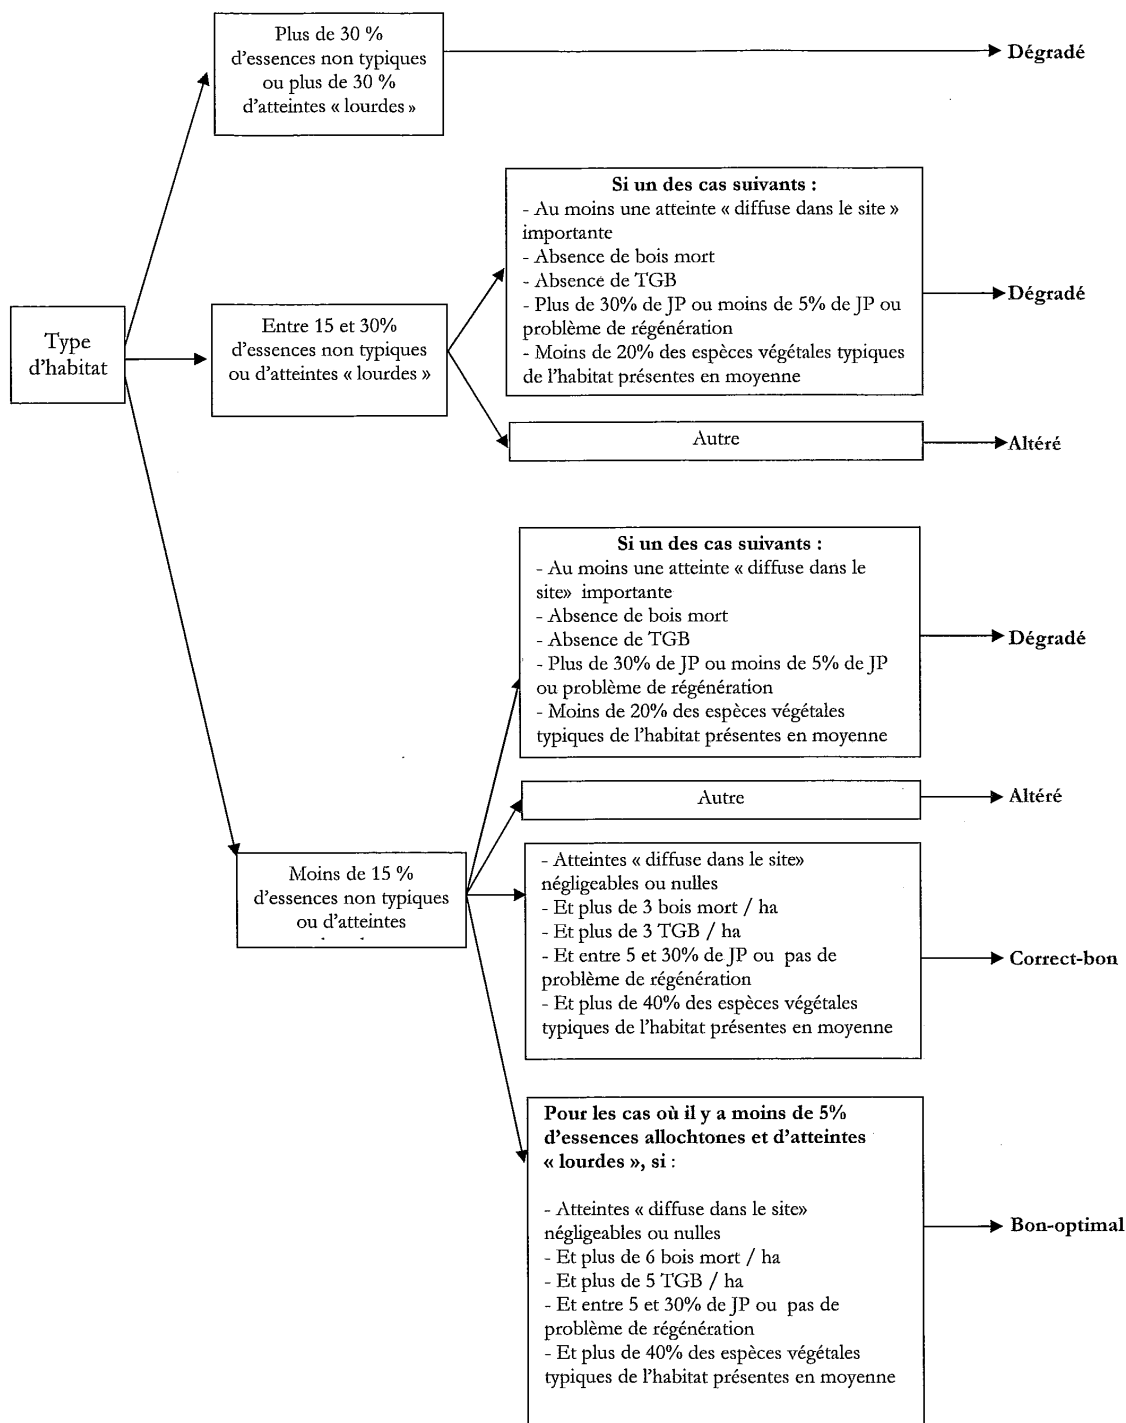 Plus de 30 %
d'essences non typiques
ou plus de 30 %
d'atteintes « lourdes »
Dégradé
Si un des cas suivants :
- Au moins une atteinte « diffuse dans le site »
importante
- Absence de bois mort
- Absence de TGB
- Plus de 30% de JP ou moins de 5% de JP ou
problème de régénération
- Moins de 20% des espèces végétales typiques
de l'habitat présentes en moyenne
Dégradé
Type
d'habitat
Entre 15 et 30%
d'essences non typiques
ou d'atteintes « lourdes »
Autre
Altéré
Si un des cas suivants :
- Au moins une atteinte « diffuse dans le
site» importante
- Absence de bois mort
- Absence de TGB
- Plus de 30% de JP ou moins de 5% de JP
ou problème de régénération
- Moins de 20% des espèces végétales
typiques de l'habitat présentes en moyenne
Dégradé
Autre
Altéré
Moins de 15 %
d'essences non typiques
ou d'atteintes
- Atteintes « diffuse dans le site»
négligeables ou nulles
- Et plus de 3 bois mort / ha
- Et plus de 3 TGB / ha
- Et entre 5 et 30% de JP ou pas de
problème de régénération
- Et plus de 40% des espèces végétales
typiques de l'habitat présentes en moyenne
Correct-bon
Pour les cas où il y a moins de 5%
d'essences allochtones et d'atteintes
« lourdes », si :
- Atteintes « diffuse dans le site»
négligeables ou nulles
- Et plus de 6 bois mort / ha
- Et plus de 5 TGB / ha
- Et entre 5 et 30% de JP ou pas de
problème de régénération
- Et plus de 40% des espèces végétales
typiques de l'habitat présentes en moyenne
Bon-optimal